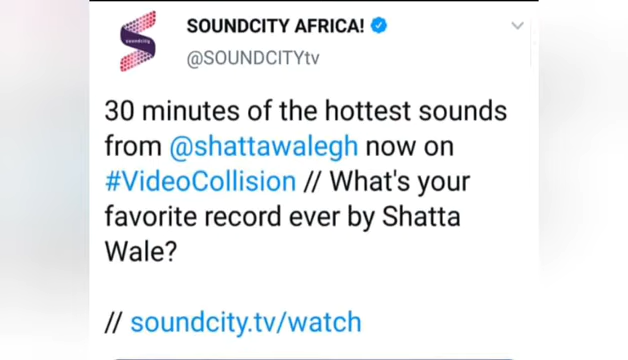 SOUNDCITY AFRICA!
@SOUNDCITYtv
soundcity
30 minutes of the hottest sounds
from @shattawalegh now on
#VideoCollision // What's your
favorite record ever by Shatta
Wale?
// soundcity.tv/watch